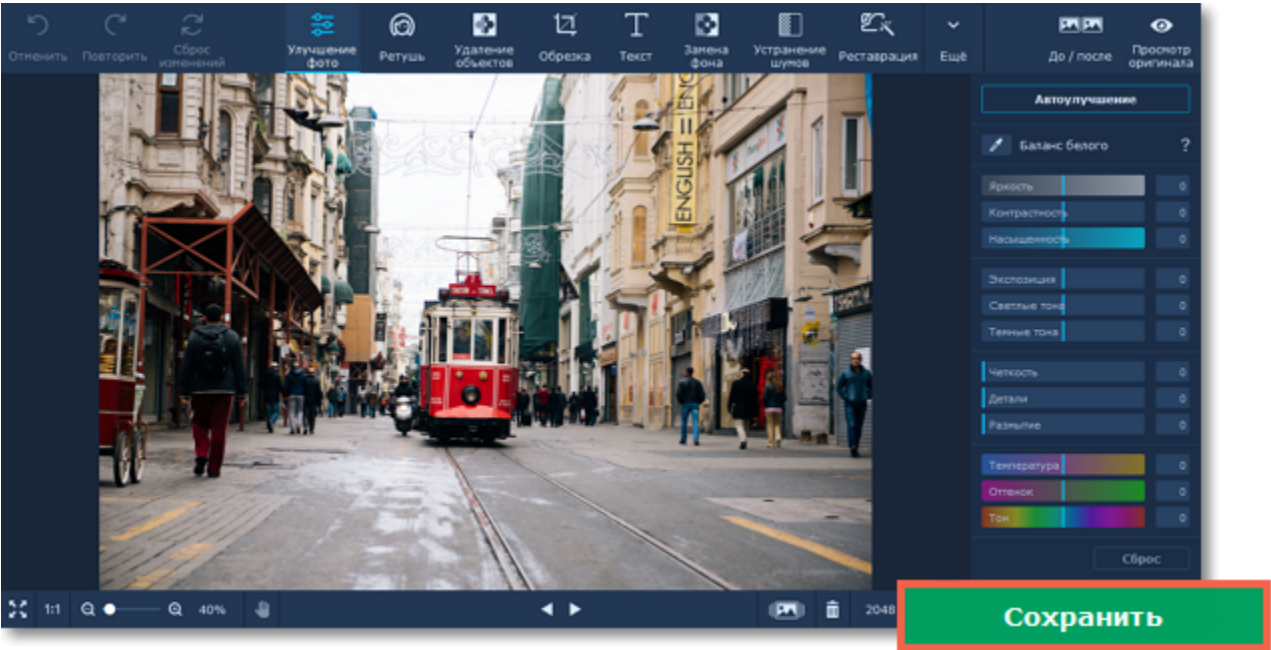 Отменить
Повторить
Сброс
изменений
Улучшение
фото
Ретушь
Удаление
объектов
Обрезка
Текст
Замена
фона
Устранение
шумов
Реставрация
Ещё
До / после
Просмотр
оригинала
Автоулучшение
Баланс белого ?
Яркость 0
Контрастность 0
Насыщенность 0
Экспозиция 0
Светлые тона 0
Темные тона 0
Четкость 0
Детали 0
Размытие 0
Температура 0
Оттенок 0
Тон 0
Сброс
ENGLISH
1:1
40%
2048
Сохранить